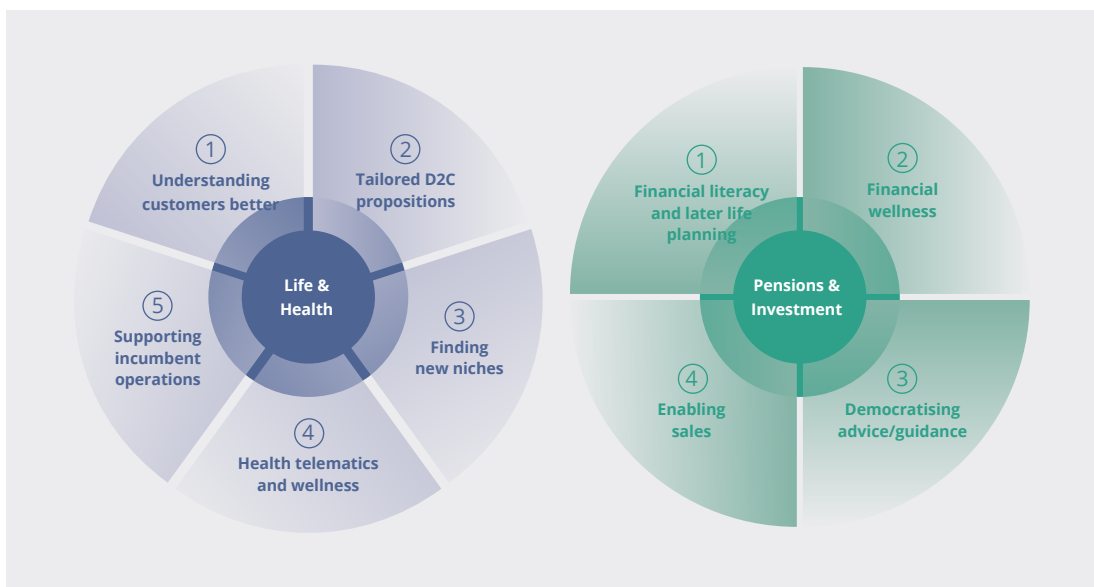 1
Understanding
customers better
2
Tailored D2C
propositions
3
Finding
new niches
4
Health telematics
and wellness
5
Supporting
incumbent
operations
Life &
Health
1
Financial literacy
and later life
planning
2
Financial
wellness
3
Democratising
advice/guidance
4
Enabling
sales
Pensions &
Investment